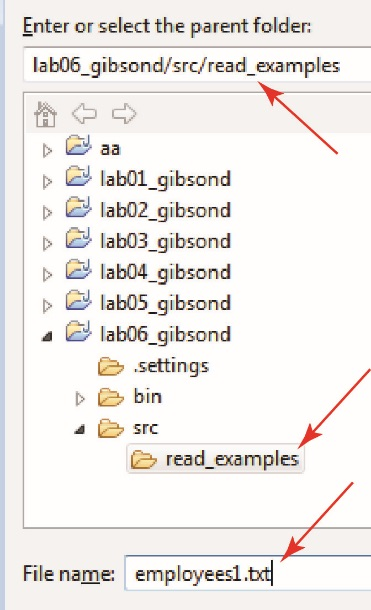 Enter or select the parent folder:
lab06_gibsond/src/read_examples
aa
lab01_gibsond
lab02_gibsond
lab03_gibsond
lab04_gibsond
lab05_gibsond
lab06_gibsond
.settings
bin
src
read_examples
File name: employees1.txt